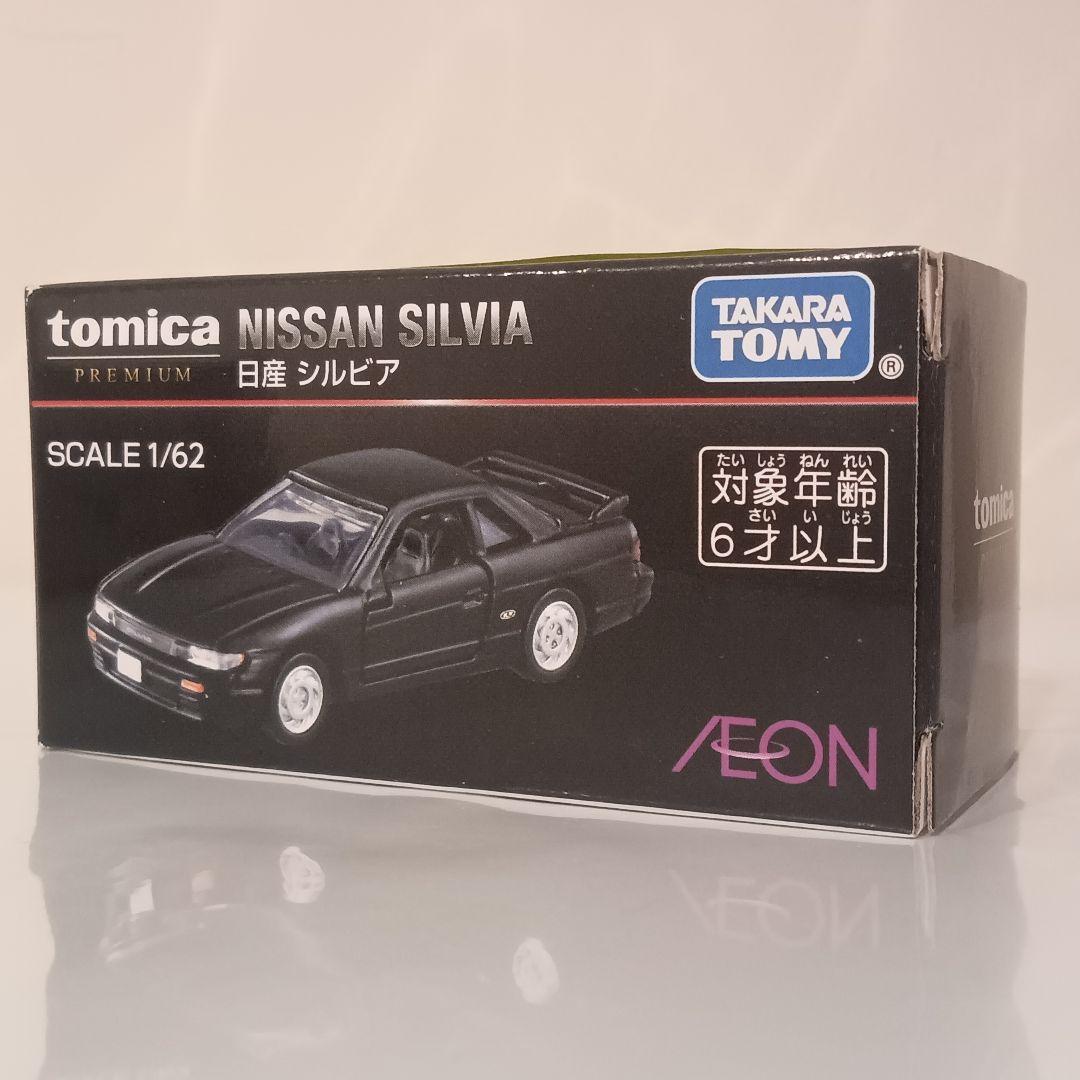 tomica
PREMIUM
NISSAN SILVIA
日産 シルビア
TAKARA
TOMY
®
SCALE 1/62
たい しょう ねん れい
対象年齢
さい い じょう
6才以上
ÆON
tomica